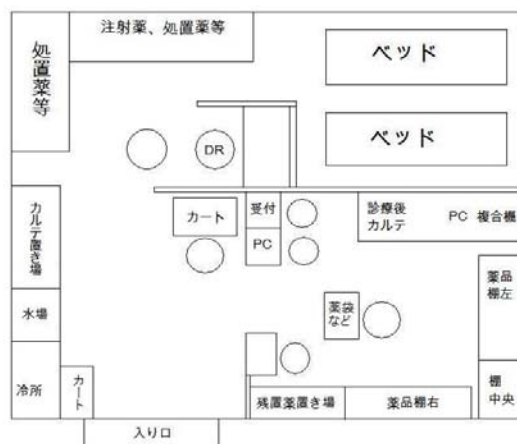 注射薬、処置薬等
処置薬等
ベッド
ベッド
DR
カルテ置き場
カート
受付
PC
診療後
カルテ
PC 複合機
水場
薬袋
など
薬品
棚左
冷所
カート
残置薬置き場
薬品棚右
棚
中央
入り口